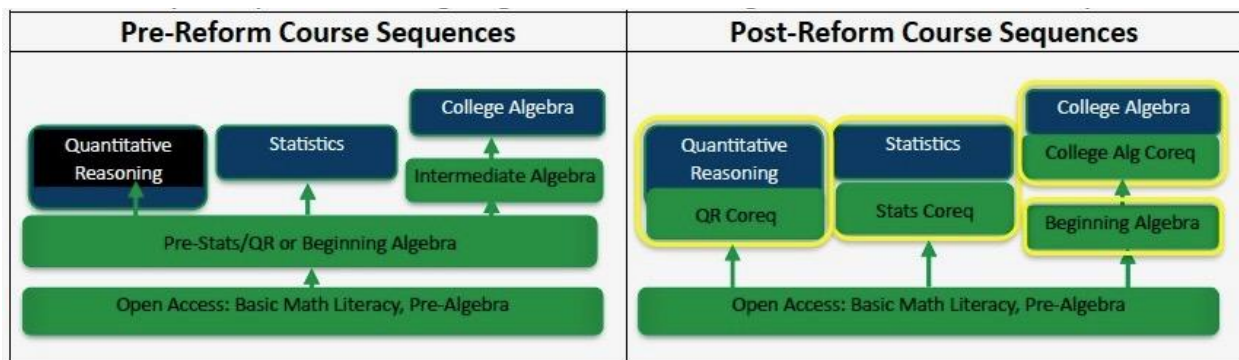 Pre-Reform Course Sequences
Quantitative
Reasoning
Statistics
College Algebra
Intermediate Algebra
Pre-Stats/QR or Beginning Algebra
Open Access: Basic Math Literacy, Pre-Algebra
Post-Reform Course Sequences
Quantitative
Reasoning
QR Coreq
Statistics
Stats Coreq
College Algebra
College Alg Coreq
Beginning Algebra
Open Access: Basic Math Literacy, Pre-Algebra